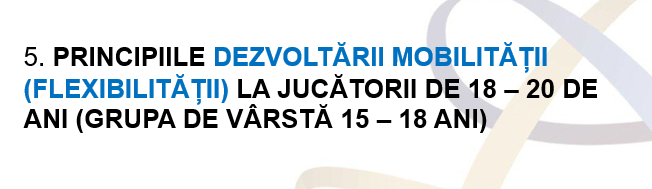 5. PRINCIPIILE DEZVOLTĂRII MOBILITĂȚII
(FLEXIBILITĂȚII) LA JUCĂTORII DE 18 – 20 DE
ANI (GRUPA DE VÂRSTĂ 15 – 18 ANI)